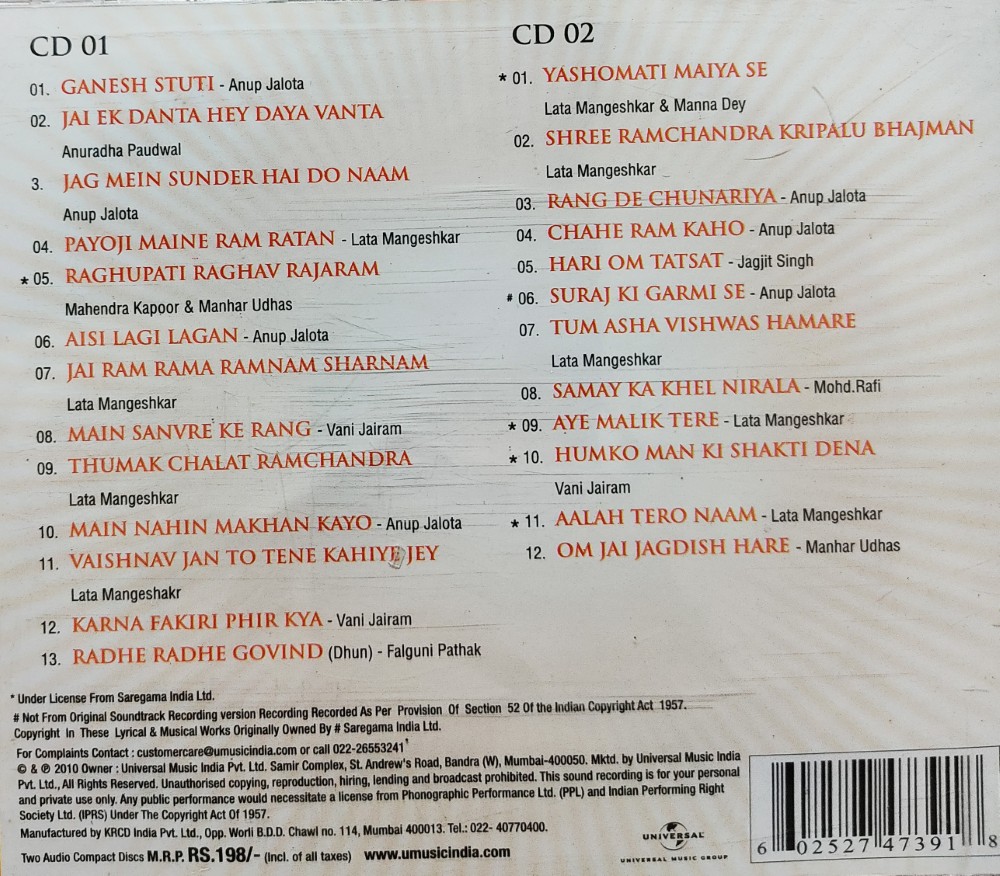 CD 01
01. GANESH STUTI - Anup Jalota
02. JAI EK DANTA HEY DAYA VANTA
Anuradha Paudwal
3. JAG MEIN SUNDER HAI DO NAAM
Anup Jalota
04. PAYOJI MAINE RAM RATAN - Lata Mangeshkar
* 05. RAGHUPATI RAGHAV RAJARAM
Mahendra Kapoor & Manhar Udhas
06. AISI LAGI LAGAN - Anup Jalota
07. JAI RAM RAMA RAMNAM SHARNAM
Lata Mangeshkar
08. MAIN SANVRE KE RANG - Vani Jairam
09. THUMAK CHALAT RAMCHANDRA
Lata Mangeshkar
10. MAIN NAHIN MAKHAN KAYO - Anup Jalota
11. VAISHNAV JAN TO TENE KAHIYE JEY
Lata Mangeshakr
12. KARNA FAKIRI PHIR KYA - Vani Jairam
13. RADHE RADHE GOVIND (Dhun) - Falguni Pathak
CD 02
* 01. YASHOMATI MAIYA SE
Lata Mangeshkar & Manna Dey
02. SHREE RAMCHANDRA KRIPALU BHAJMAN
Lata Mangeshkar
03. RANG DE CHUNARIYA - Anup Jalota
04. CHAHE RAM KAHO - Anup Jalota
05. HARI OM TATSAT - Jagjit Singh
# 06. SURAJ KI GARMI SE - Anup Jalota
07. TUM ASHA VISHWAS HAMARE
Lata Mangeshkar
08. SAMAY KA KHEL NIRALA - Mohd.Rafi
* 09. AYE MALIK TERE - Lata Mangeshkar
* 10. HUMKO MAN KI SHAKTI DENA
Vani Jairam
* 11. AALAH TERO NAAM - Lata Mangeshkar
12. OM JAI JAGDISH HARE - Manhar Udhas
* Under License From Saregama India Ltd.
# Not From Original Soundtrack Recording version Recording Recorded As Per Provision Of Section 52 Of the Indian Copyright Act 1957.
Copyright In These Lyrical & Musical Works Originally Owned By # Saregama India Ltd.
For Complaints Contact : customercare@umusicindia.com or call 022-26553241
© & ℗ 2010 Owner : Universal Music India Pvt. Ltd. Samir Complex, St. Andrew's Road, Bandra (W), Mumbai-400050. Mktd. by Universal Music India
Pvt. Ltd., All Rights Reserved. Unauthorised copying, reproduction, hiring, lending and broadcast prohibited. This sound recording is for your personal
and private use only. Any public performance would necessitate a license from Phonographic Performance Ltd. (PPL) and Indian Performing Right
Society Ltd. (IPRS) Under The Copyright Act Of 1957.
Manufactured by KRCD India Pvt. Ltd., Opp. Worli B.D.D. Chawl no. 114, Mumbai 400013. Tel.: 022- 40770400.
Two Audio Compact Discs M.R.P. RS.198/- (Incl. of all taxes) www.umusicindia.com
UNIVERSAL
UNIVERSAL MUSIC GROUP
6 02527 47391 8